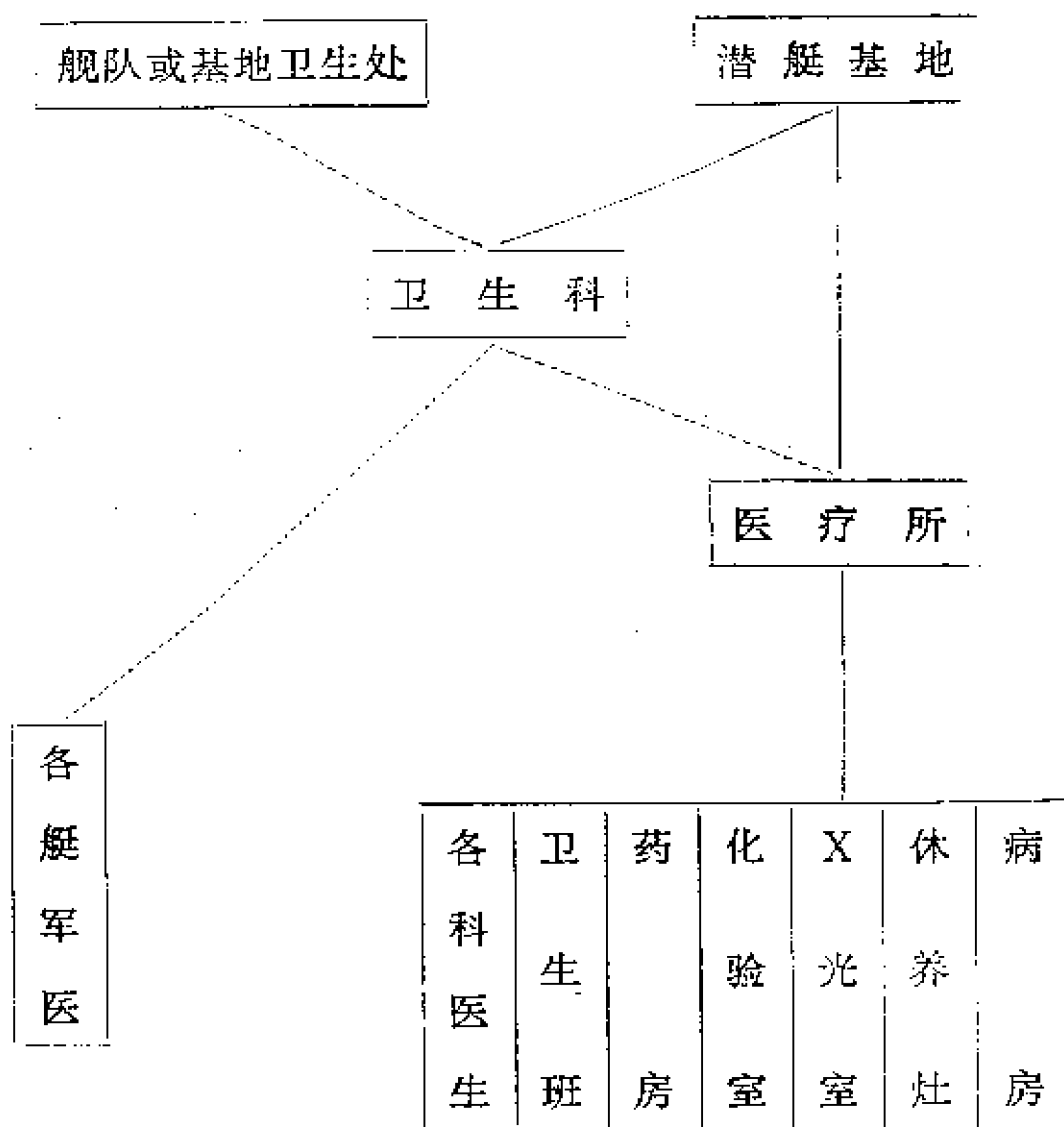 舰队或基地卫生处
潜艇基地
卫生科
医疗所
各艇军医
各科医生
卫生班
药房
化验室
X光室
休养灶
病房